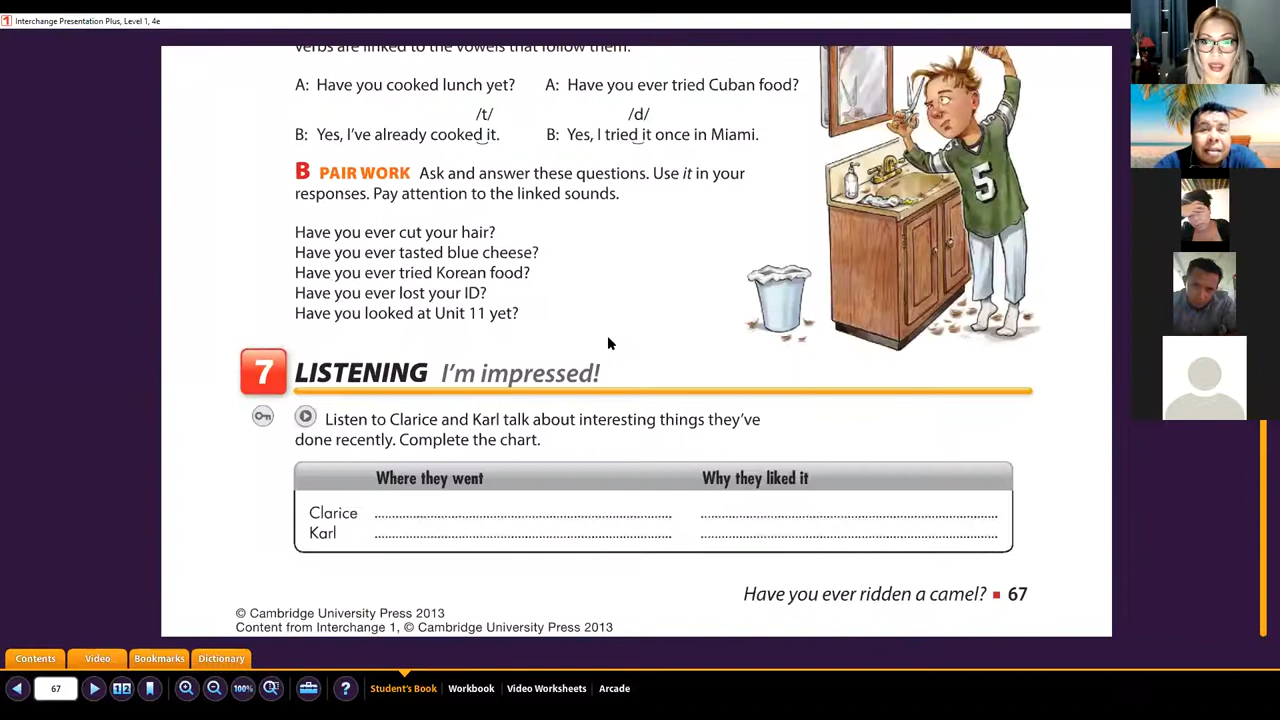 Interchange Presentation Plus, Level 1, 4e
verbs are linked to the vowels that follow them.
A: Have you cooked lunch yet? A: Have you ever tried Cuban food?
/t/ /d/
B: Yes, I've already cooked it. B: Yes, I tried it once in Miami.
B PAIR WORK Ask and answer these questions. Use it in your
responses. Pay attention to the linked sounds.
Have you ever cut your hair?
Have you ever tasted blue cheese?
Have you ever tried Korean food?
Have you ever lost your ID?
Have you looked at Unit 11 yet?
5
7 LISTENING I'm impressed!
Listen to Clarice and Karl talk about interesting things they've
done recently. Complete the chart.
Where they went Why they liked it
Clarice
Karl
Have you ever ridden a camel? ■ 67
© Cambridge University Press 2013
Content from Interchange 1, © Cambridge University Press 2013
Contents Video Bookmarks Dictionary
67 1 2 100% ? Student's Book Workbook Video Worksheets Arcade